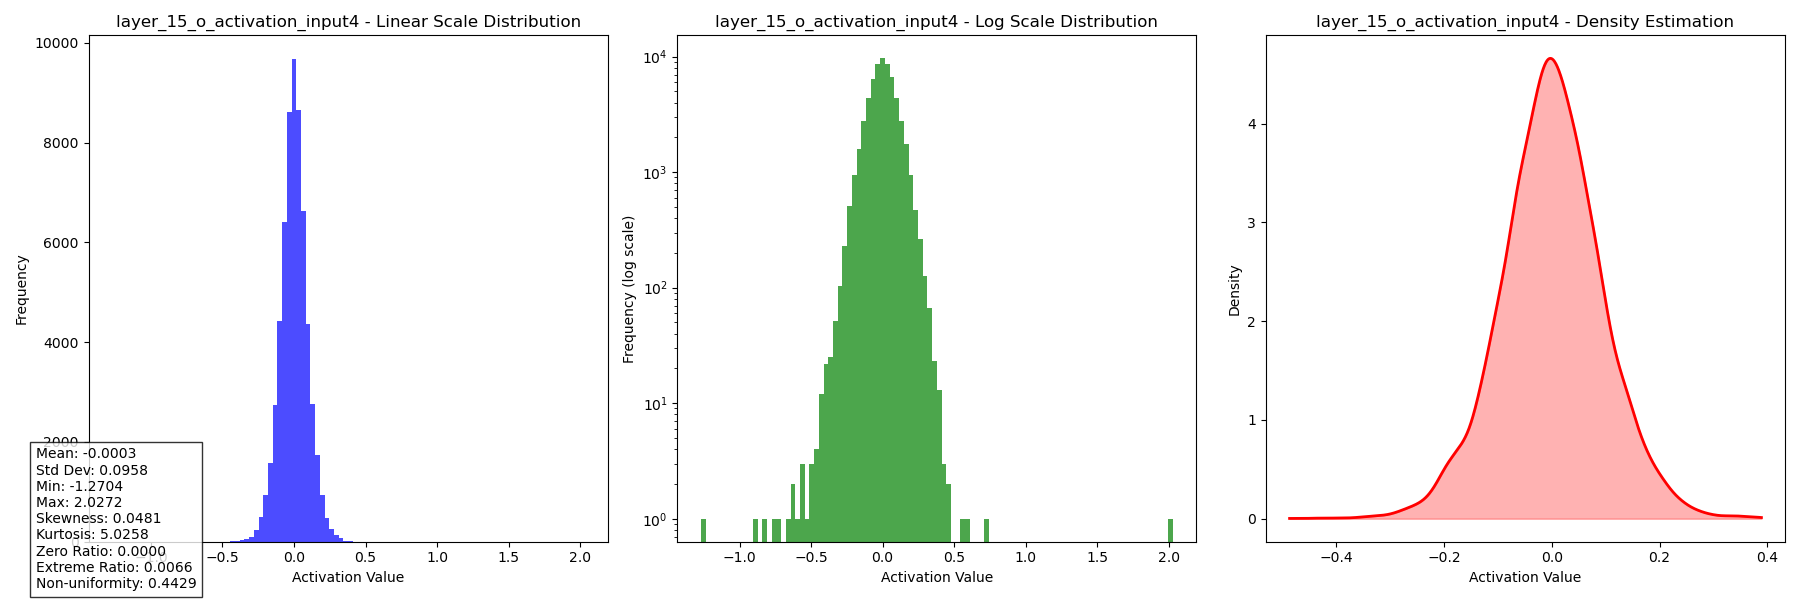 layer_15_o_activation_input4 - Linear Scale Distribution
10000
8000
6000
4000
2000
0
Frequency
−1.0 −0.5 0.0 0.5 1.0 1.5 2.0
Activation Value
Mean: -0.0003
Std Dev: 0.0958
Min: -1.2704
Max: 2.0272
Skewness: 0.0481
Kurtosis: 5.0258
Zero Ratio: 0.0000
Extreme Ratio: 0.0066
Non-uniformity: 0.4429
layer_15_o_activation_input4 - Log Scale Distribution
10⁴
10³
10²
10¹
10⁰
Frequency (log scale)
−1.0 −0.5 0.0 0.5 1.0 1.5 2.0
Activation Value
layer_15_o_activation_input4 - Density Estimation
4
3
2
1
0
Density
−0.4 −0.2 0.0 0.2 0.4
Activation Value